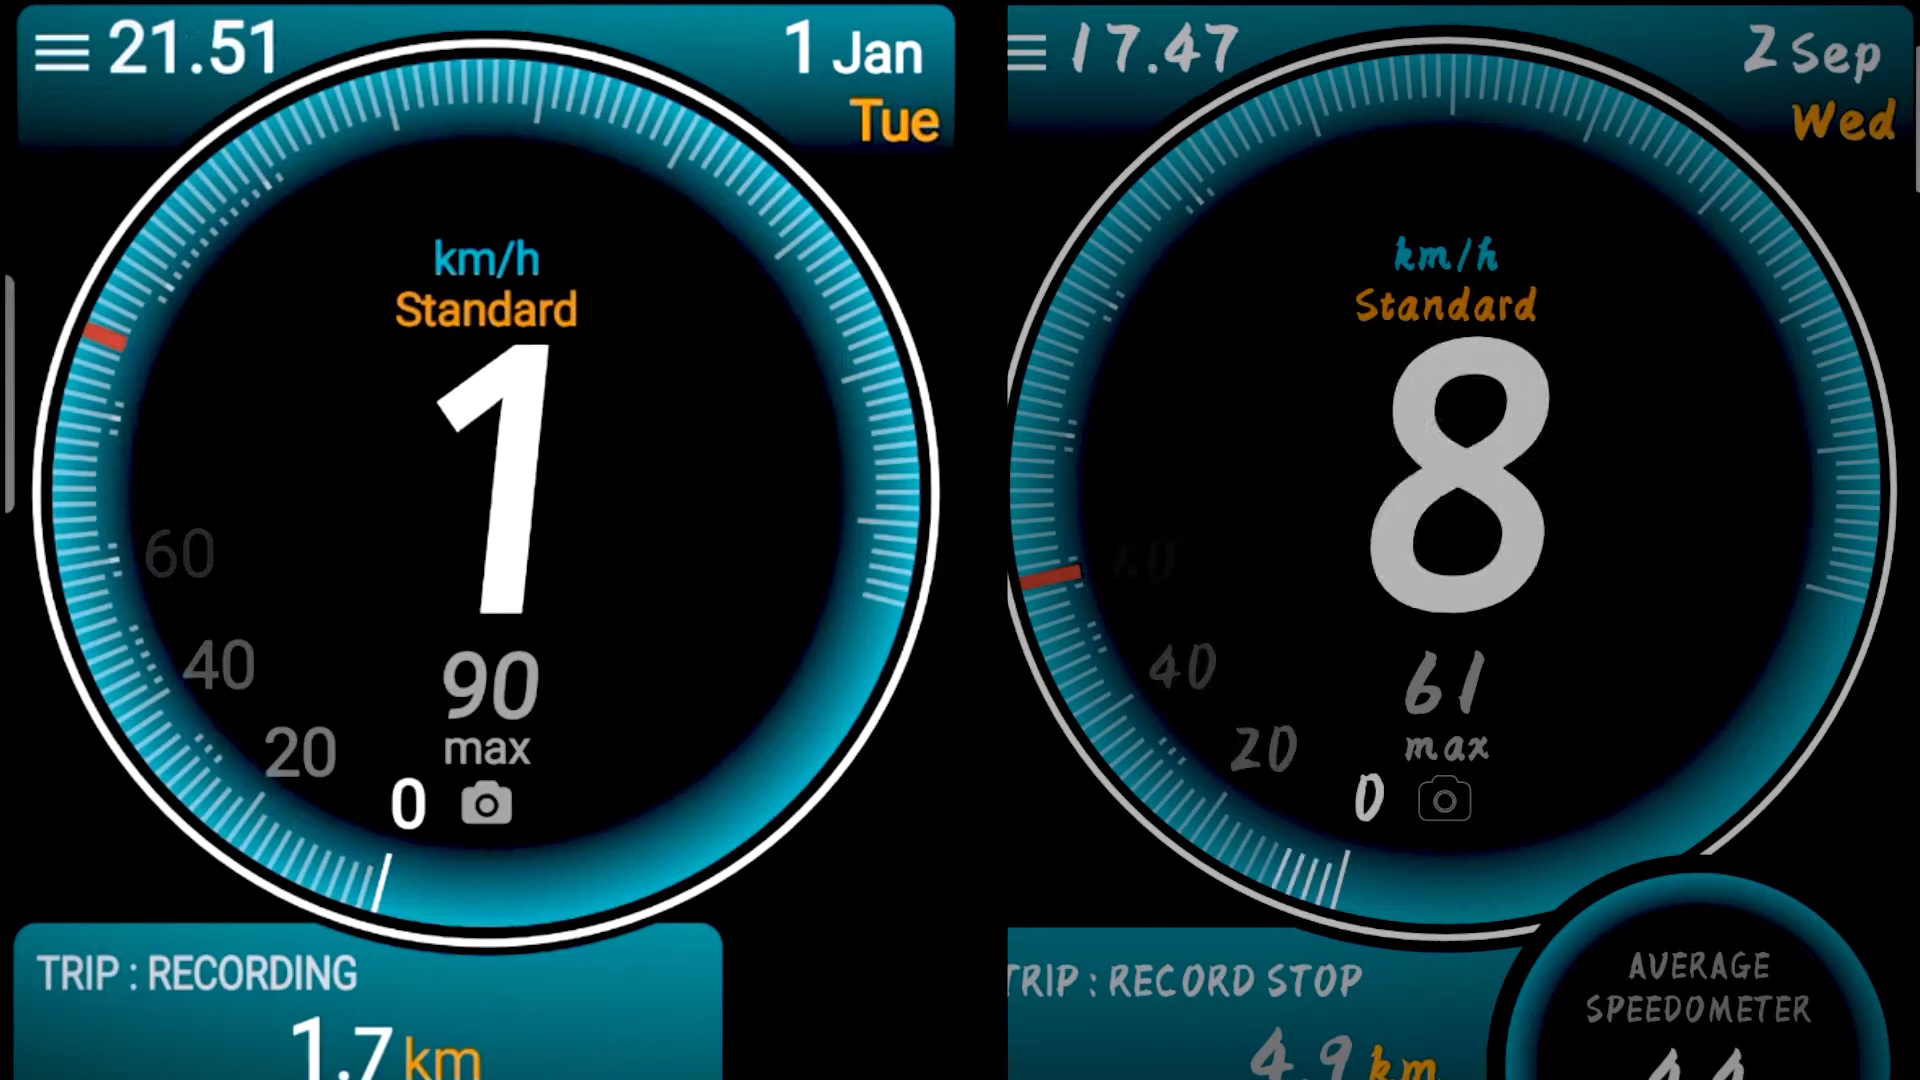 21.51
1 Jan
Tue
km/h
Standard
1
60
40
20
0
90
max
TRIP : RECORDING
1.7 km
17.47
2 Sep
Wed
km/h
Standard
8
40
20
0
61
max
TRIP : RECORD STOP
4.9 km
AVERAGE
SPEEDOMETER